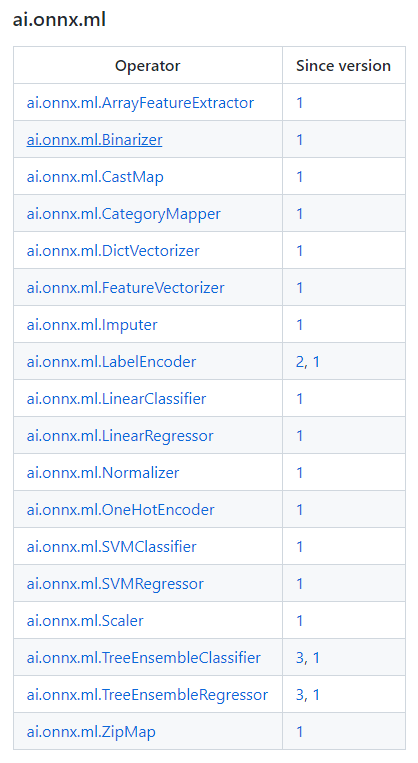 ai.onnx.ml
Operator Since version
ai.onnx.ml.ArrayFeatureExtractor 1
ai.onnx.ml.Binarizer 1
ai.onnx.ml.CastMap 1
ai.onnx.ml.CategoryMapper 1
ai.onnx.ml.DictVectorizer 1
ai.onnx.ml.FeatureVectorizer 1
ai.onnx.ml.Imputer 1
ai.onnx.ml.LabelEncoder 2, 1
ai.onnx.ml.LinearClassifier 1
ai.onnx.ml.LinearRegressor 1
ai.onnx.ml.Normalizer 1
ai.onnx.ml.OneHotEncoder 1
ai.onnx.ml.SVMClassifier 1
ai.onnx.ml.SVMRegressor 1
ai.onnx.ml.Scaler 1
ai.onnx.ml.TreeEnsembleClassifier 3, 1
ai.onnx.ml.TreeEnsembleRegressor 3, 1
ai.onnx.ml.ZipMap 1